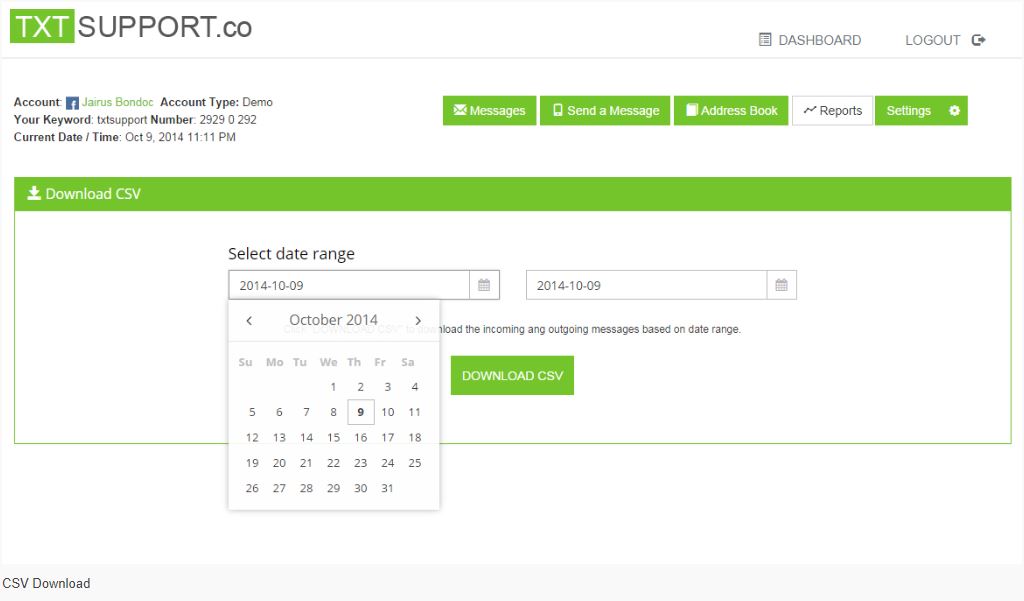 TXT SUPPORT.co
DASHBOARD LOGOUT
Account: Jairus Bondoc Account Type: Demo
Your Keyword: txtsupport Number: 2929 0 292
Current Date / Time: Oct 9, 2014 11:11 PM
Messages Send a Message Address Book Reports Settings
Download CSV
Select date range
2014-10-09 2014-10-09
October 2014
Click "DOWNLOAD CSV" to download the incoming ang outgoing messages based on date range.
Su Mo Tu We Th Fr Sa
1 2 3 4
5 6 7 8 9 10 11
12 13 14 15 16 17 18
19 20 21 22 23 24 25
26 27 28 29 30 31
DOWNLOAD CSV
CSV Download